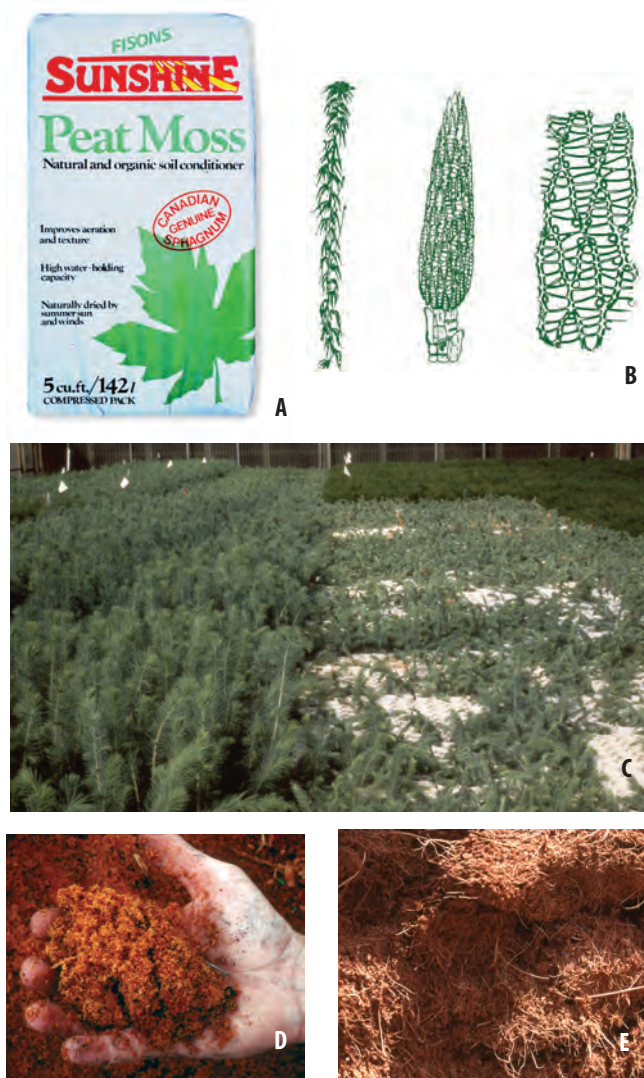 FISONS
SUNSHINE
Peat Moss
Natural and organic soil conditioner
CANADIAN
GENUINE
SPHAGNUM
Improves aeration
and texture
High water-holding
capacity
Naturally dried by
summer sun
and winds
5 cu.ft./142 l
COMPRESSED PACK
A
B
C
D
E